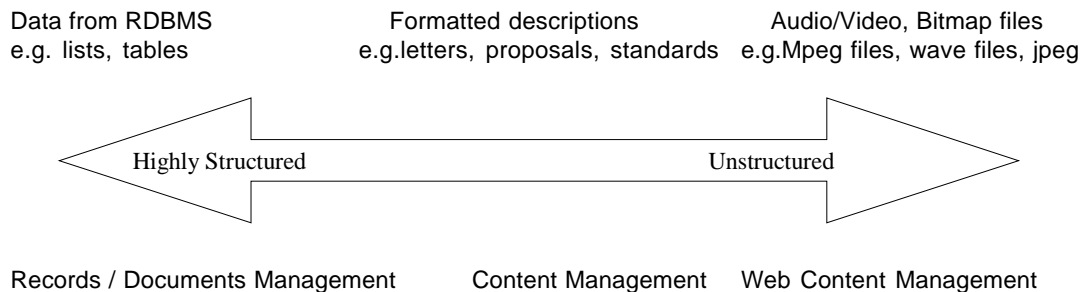 Data from RDBMS
e.g. lists, tables
Formatted descriptions
e.g.letters, proposals, standards
Audio/Video, Bitmap files
e.g.Mpeg files, wave files, jpeg
Highly Structured
Unstructured
Records / Documents Management
Content Management
Web Content Management